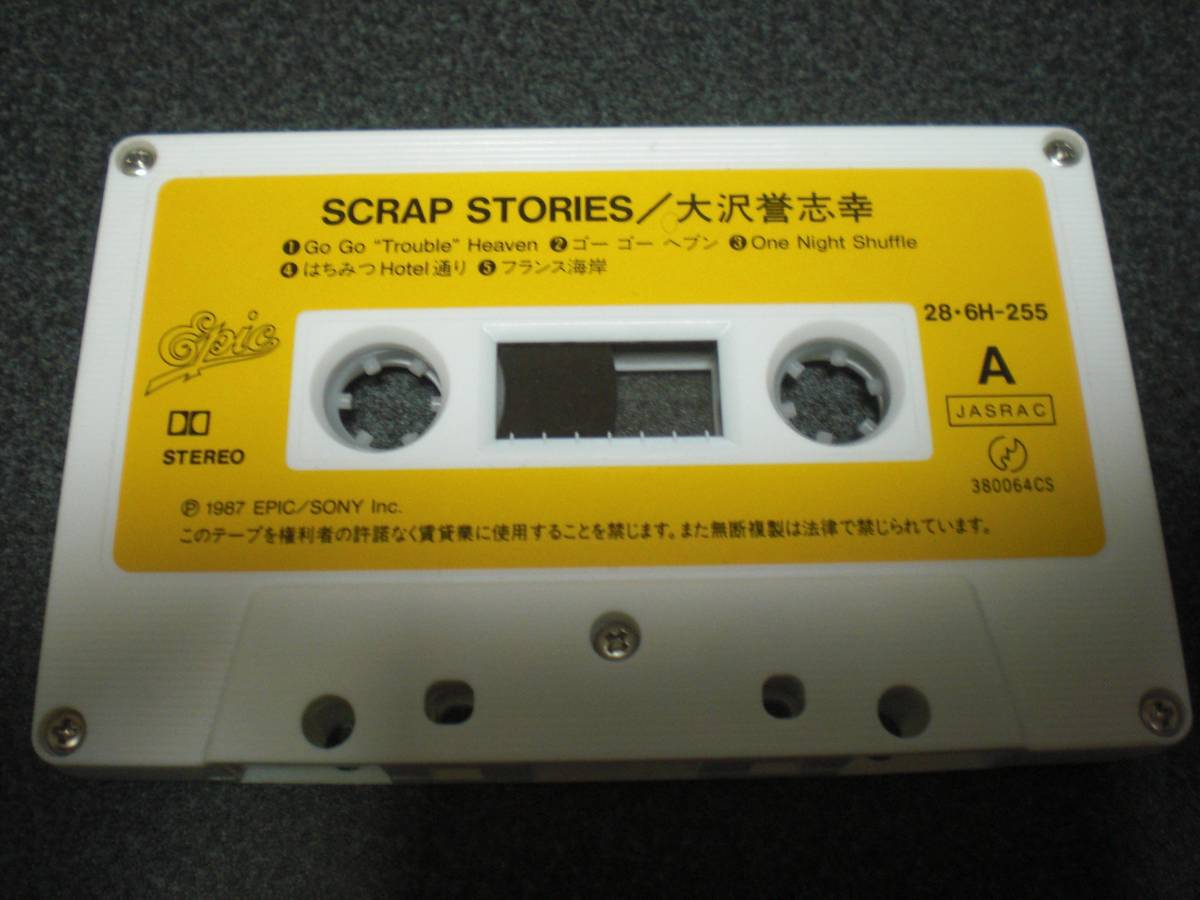 SCRAP STORIES/大沢誉志幸
❶Go Go "Trouble" Heaven ❷ゴー ゴー ヘブン ❸One Night Shuffle
❹はちみつHotel通り ❺フランス海岸
Epic
28・6H-255
A
JASRAC
STEREO
380064CS
Ⓟ 1987 EPIC/SONY Inc.
このテープを権利者の許諾なく賃貸業に使用することを禁じます。また無断複製は法律で禁じられています。